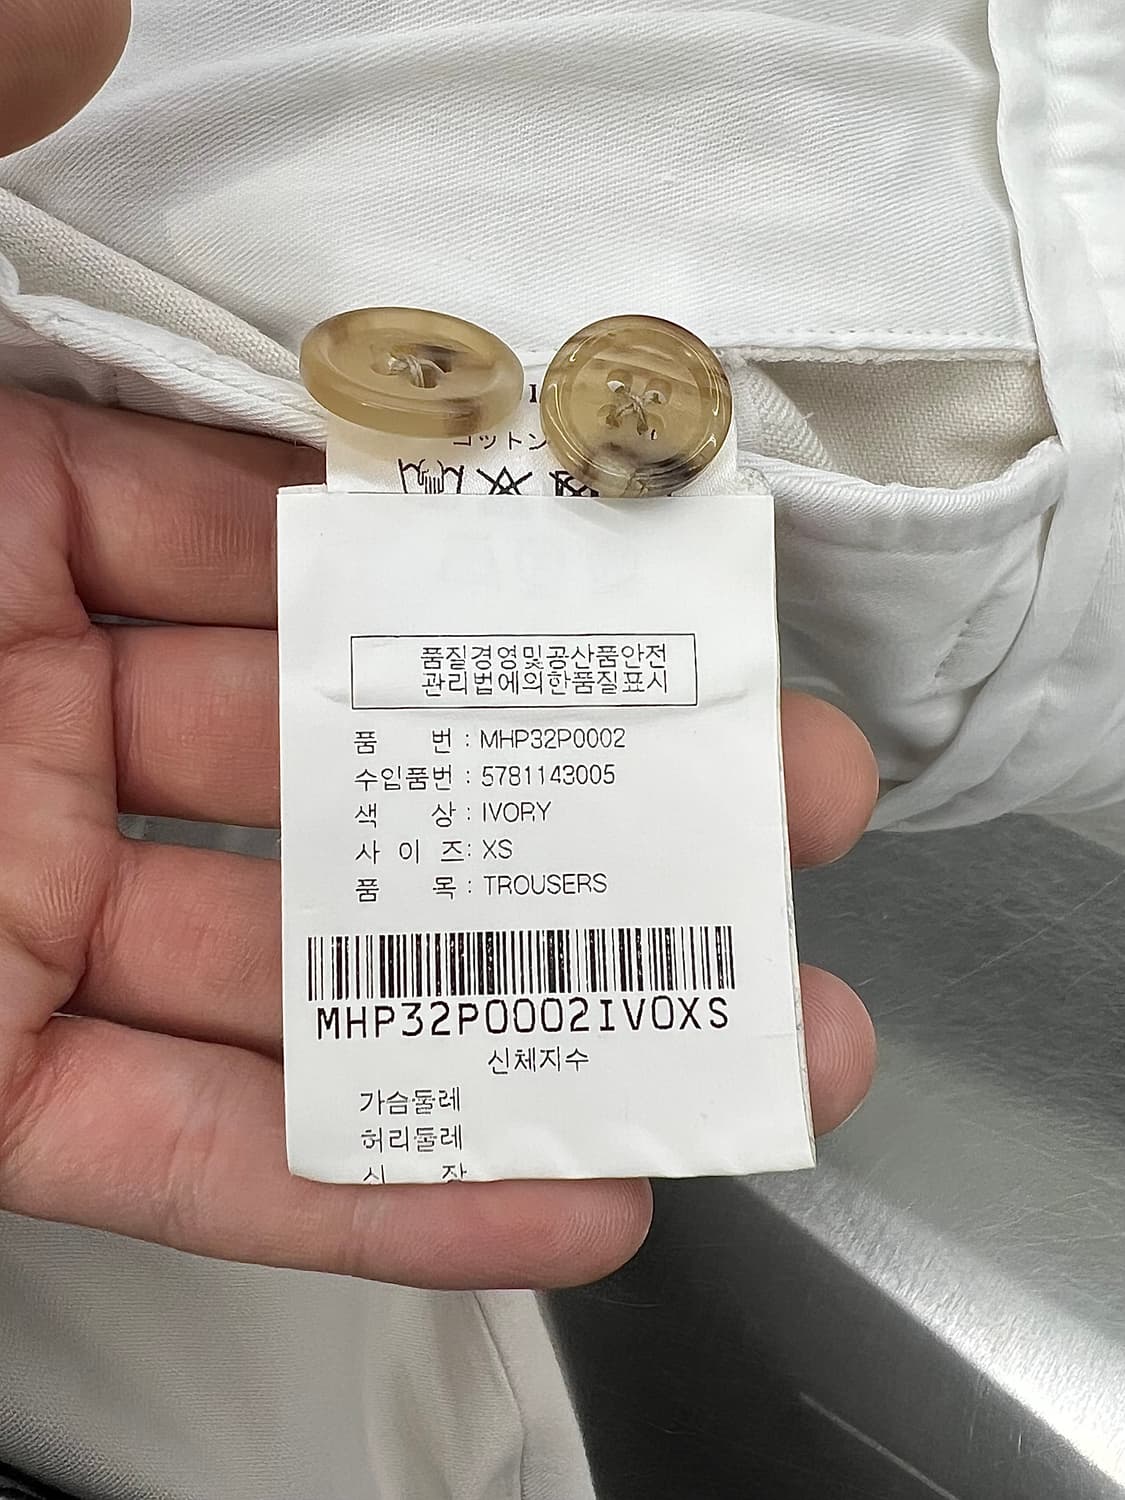 コットン
품질경영및공산품안전
관리법에의한품질표시
품 번 : MHP32P0002
수입품번 : 5781143005
색 상 : IVORY
사 이 즈: XS
품 목 : TROUSERS
MHP32P0002IVOXS
신체지수
가슴둘레
허리둘레